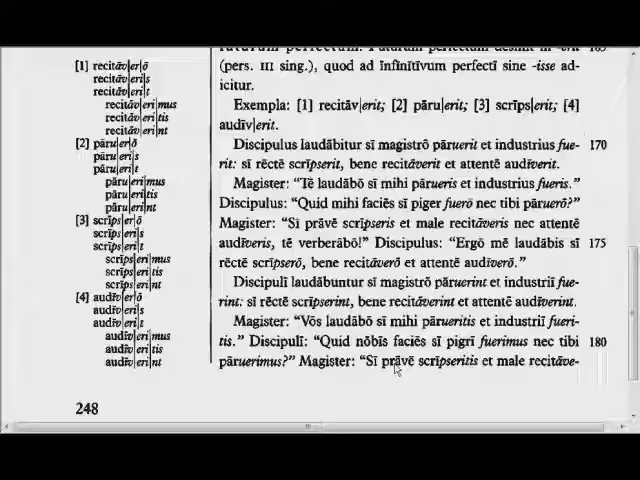 [1] recitāv|er|ō
recitāv|eri|s
recitāv|eri|t
recitāv|eri|mus
recitāv|eri|tis
recitāv|eri|nt
[2] pāru|er|ō
pāru|eri|s
pāru|eri|t
pāru|eri|mus
pāru|eri|tis
pāru|eri|nt
[3] scrīps|er|ō
scrīps|eri|s
scrīps|eri|t
scrīps|eri|mus
scrīps|eri|tis
scrīps|eri|nt
[4] audīv|er|ō
audīv|eri|s
audīv|eri|t
audīv|eri|mus
audīv|eri|tis
audīv|eri|nt
248
futūrum perfectum. Futūrum perfectum dēsinit in -erit 165
(pers. III sing.), quod ad īnfīnītīvum perfectī sine -isse ad-
icitur.
Exempla: [1] recitāv|erit; [2] pāru|erit; [3] scrīps|erit; [4]
audīv|erit.
Discipulus laudābitur sī magistrō pāruerit et industrius fue- 170
rit: sī rēctē scrīpserit, bene recitāverit et attentē audīverit.
Magister: "Tē laudābō sī mihi pārueris et industrius fueris."
Discipulus: "Quid mihi faciēs sī piger fuerō nec tibi pāruerō?"
Magister: "Sī prāvē scrīpseris et male recitāveris nec attentē
audīveris, tē verberābō!" Discipulus: "Ergō mē laudābis sī 175
rēctē scrīpserō, bene recitāverō et attentē audīverō."
Discipulī laudābuntur sī magistrō pāruerint et industriī fue-
rint: sī rēctē scrīpserint, bene recitāverint et attentē audīverint.
Magister: "Vōs laudābō sī mihi pārueritis et industriī fueri-
tis." Discipulī: "Quid nōbīs faciēs sī pigrī fuerimus nec tibi 180
pāruerimus?" Magister: "Sī prāvē scrīpseritis et male recitāve-